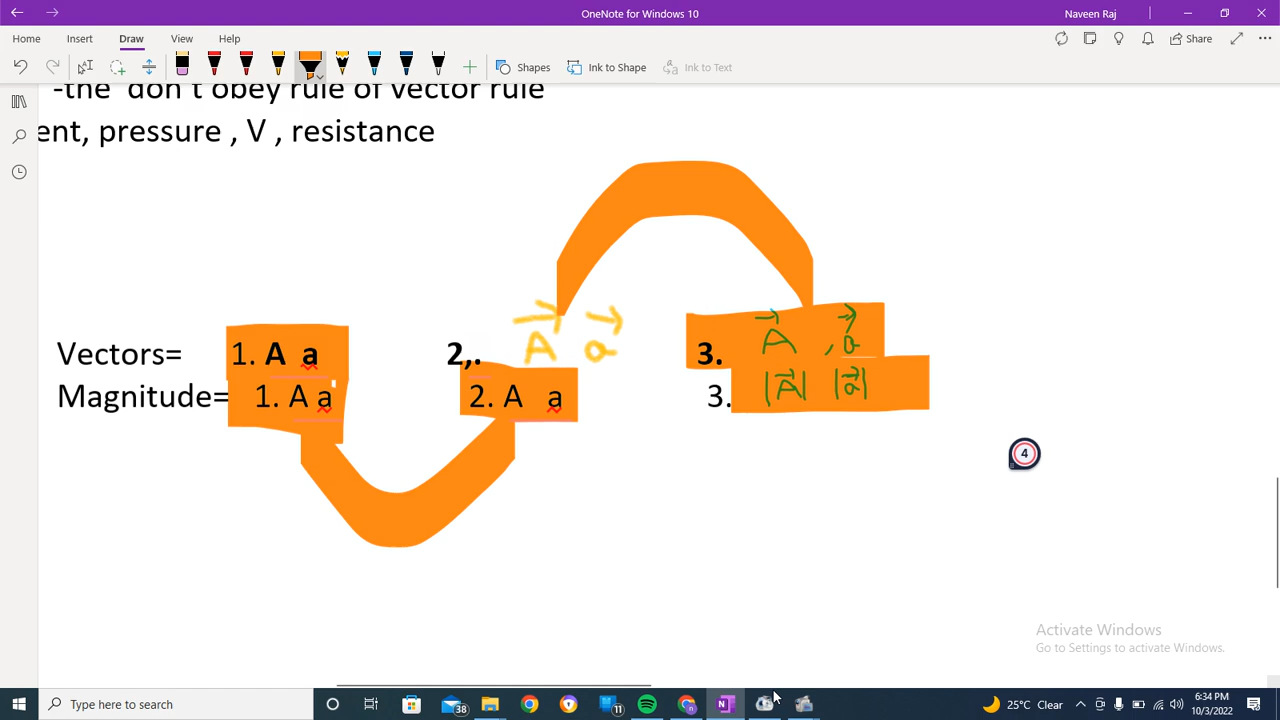 OneNote for Windows 10
Naveen Raj
Home Insert Draw View Help
Share
Shapes Ink to Shape Ink to Text
-the don't obey rule of vector rule
ent, pressure , V , resistance
Vectors= 1. A a 2,. A⃗ a⃗ 3. A⃗ , a⃗
Magnitude= 1. A a 2. A a 3. |A⃗| |a⃗|
4
Activate Windows
Go to Settings to activate Windows.
Type here to search
38
11
25°C Clear
6:34 PM
10/3/2022